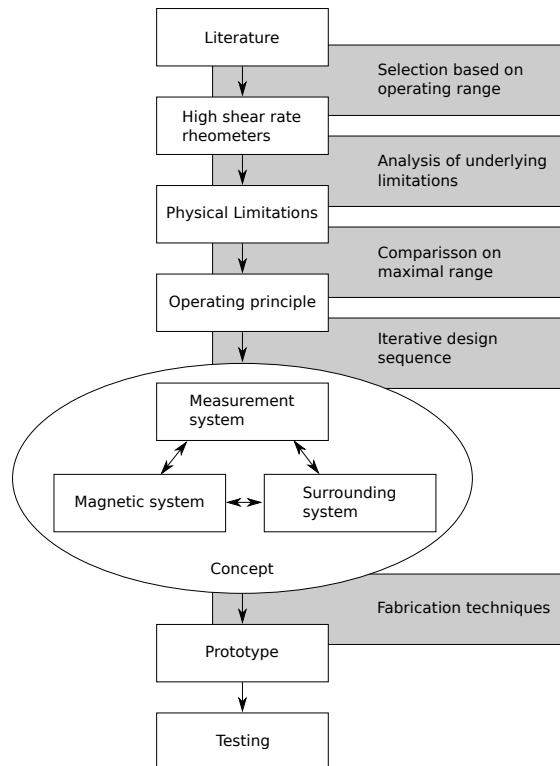 Literature
Selection based on
operating range
High shear rate
rheometers
Analysis of underlying
limitations
Physical Limitations
Comparisson on
maximal range
Operating principle
Iterative design
sequence
Measurement
system
Magnetic system
Surrounding
system
Concept
Fabrication techniques
Prototype
Testing